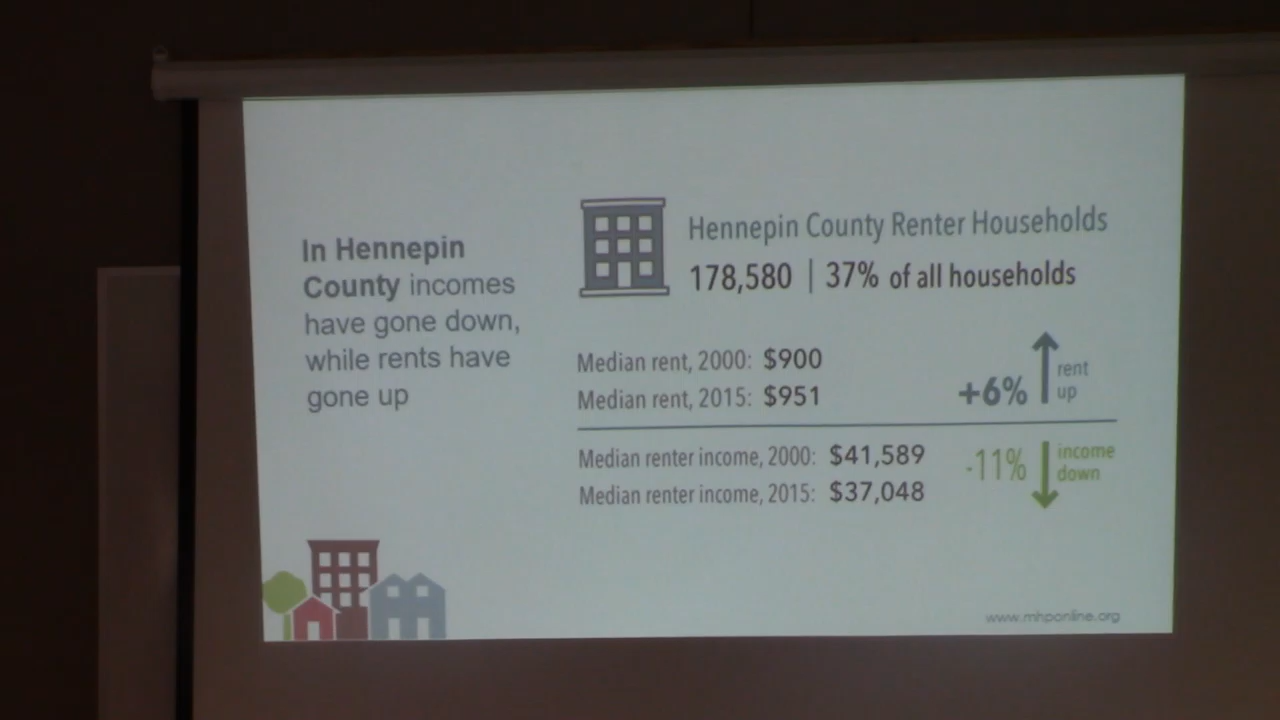 In Hennepin
County incomes
have gone down,
while rents have
gone up
Hennepin County Renter Households
178,580 | 37% of all households
Median rent, 2000: $900
Median rent, 2015: $951
+6%
rent
up
Median renter income, 2000: $41,589
Median renter income, 2015: $37,048
-11%
income
down
www.mhponline.org